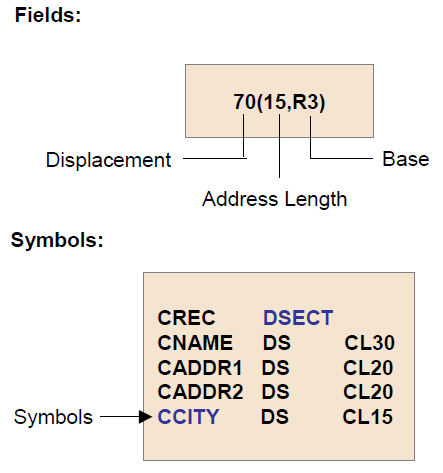 Fields:
70(15,R3)
Displacement
Base
Address Length
Symbols:
CREC DSECT
CNAME DS CL30
CADDR1 DS CL20
CADDR2 DS CL20
Symbols CCITY DS CL15